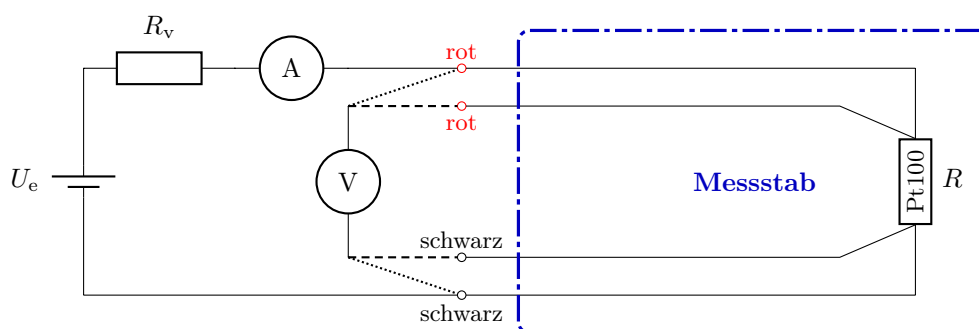 R_v
A
rot
rot
U_e
V
Messstab
Pt100
R
schwarz
schwarz